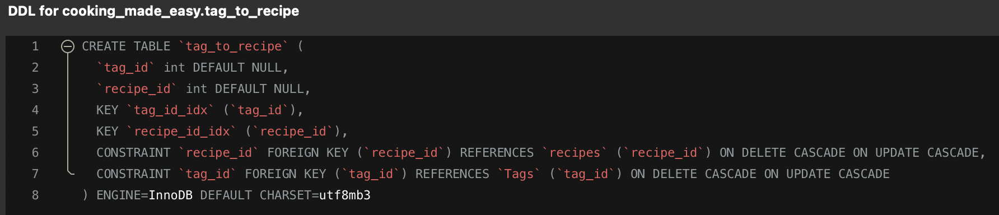 DDL for cooking_made_easy.tag_to_recipe
1 CREATE TABLE `tag_to_recipe` (
2 `tag_id` int DEFAULT NULL,
3 `recipe_id` int DEFAULT NULL,
4 KEY `tag_id_idx` (`tag_id`),
5 KEY `recipe_id_idx` (`recipe_id`),
6 CONSTRAINT `recipe_id` FOREIGN KEY (`recipe_id`) REFERENCES `recipes` (`recipe_id`) ON DELETE CASCADE ON UPDATE CASCADE,
7 CONSTRAINT `tag_id` FOREIGN KEY (`tag_id`) REFERENCES `Tags` (`tag_id`) ON DELETE CASCADE ON UPDATE CASCADE
8 ) ENGINE=InnoDB DEFAULT CHARSET=utf8mb3